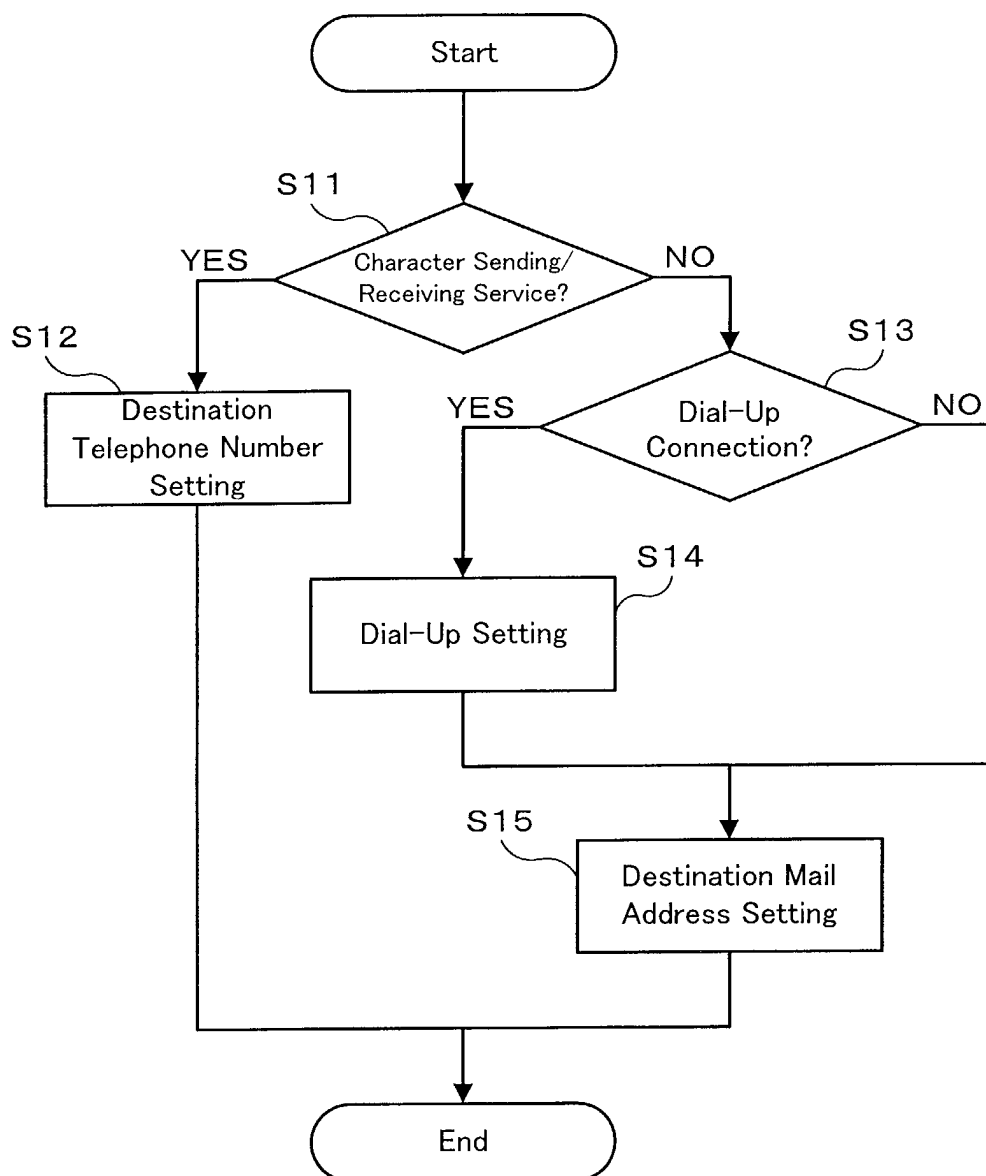 Start
S11
YES
Character Sending/
Receiving Service?
NO
S12
S13
Destination
Telephone Number
Setting
YES
Dial-Up
Connection?
NO
S14
Dial-Up Setting
S15
Destination Mail
Address Setting
End